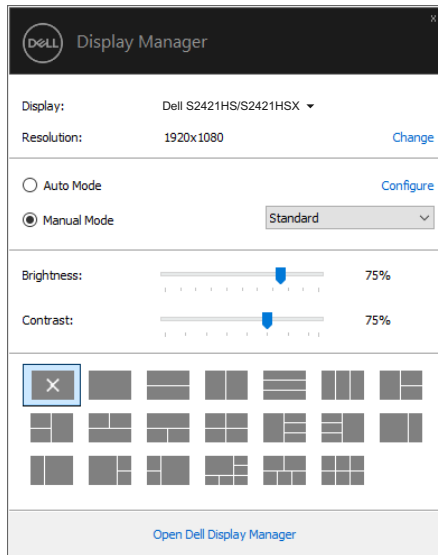 x
DELL Display Manager
Display: Dell S2421HS/S2421HSX
Resolution: 1920x1080 Change
Auto Mode Configure
Manual Mode Standard
Brightness: 75%
Contrast: 75%
Open Dell Display Manager